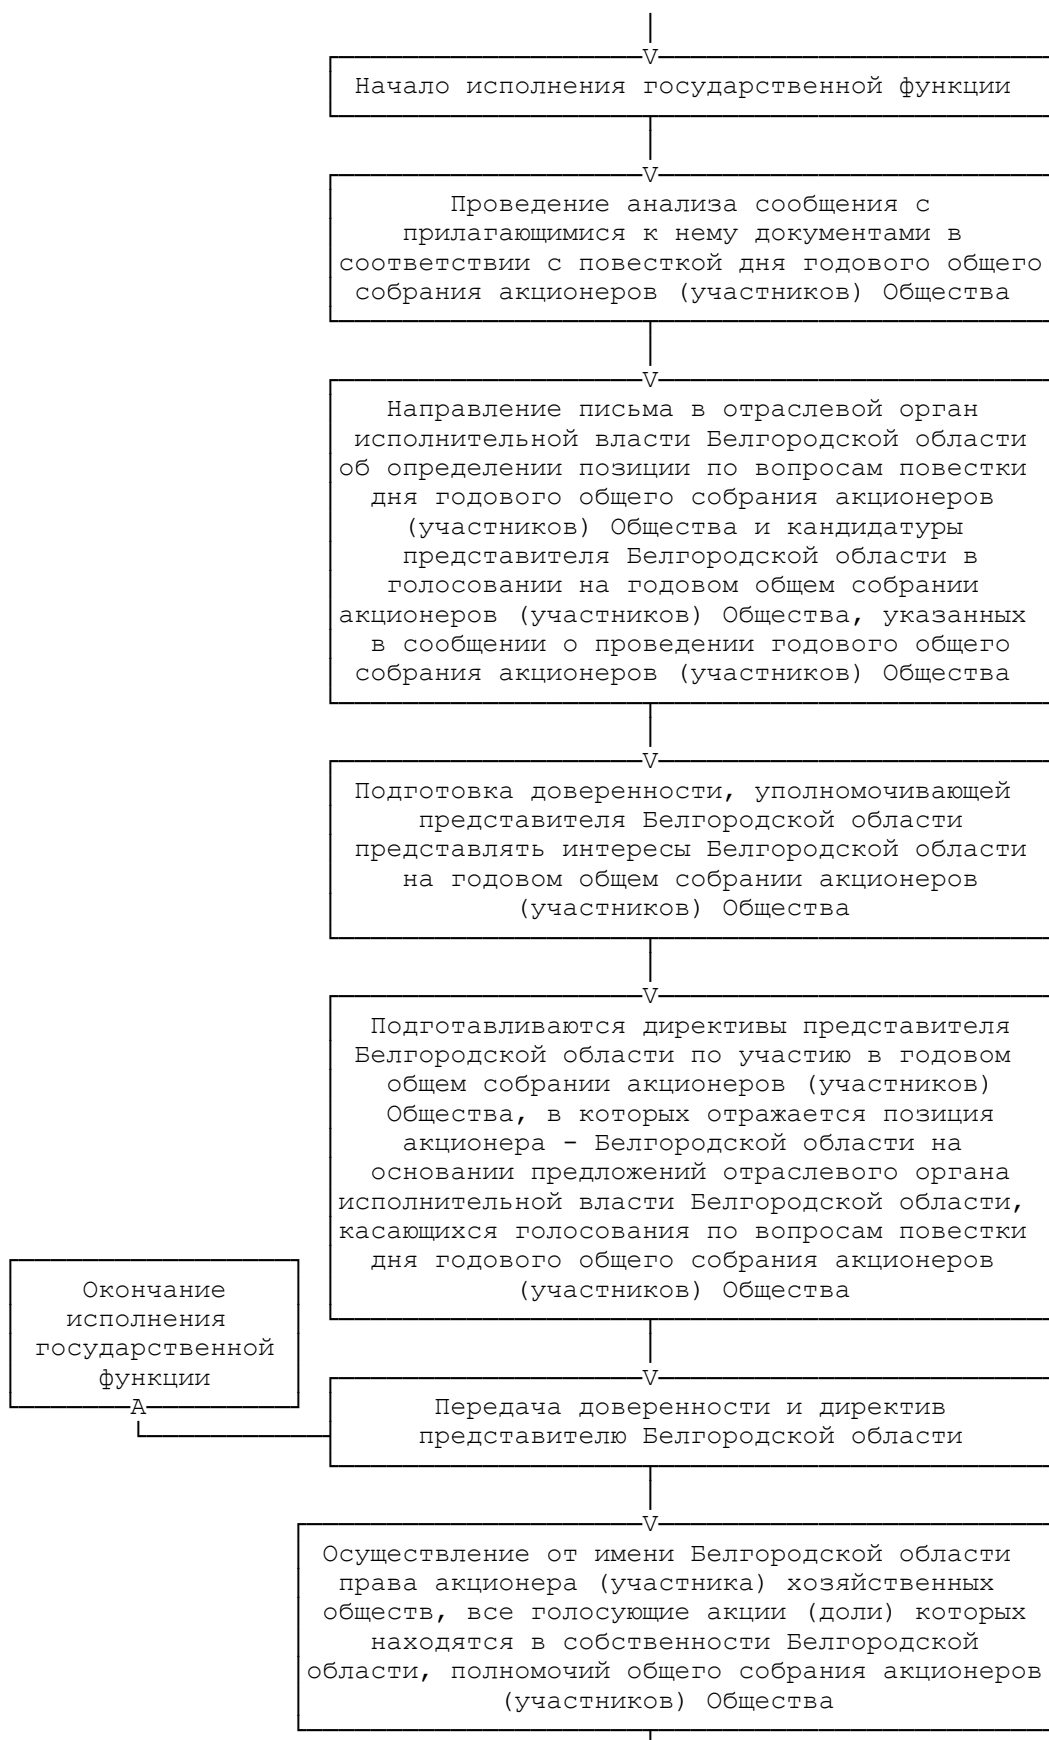 Начало исполнения государственной функции
Проведение анализа сообщения с
прилагающимися к нему документами в
соответствии с повесткой дня годового общего
собрания акционеров (участников) Общества
Направление письма в отраслевой орган
исполнительной власти Белгородской области
об определении позиции по вопросам повестки
дня годового общего собрания акционеров
(участников) Общества и кандидатуры
представителя Белгородской области в
голосовании на годовом общем собрании
акционеров (участников) Общества, указанных
в сообщении о проведении годового общего
собрания акционеров (участников) Общества
Подготовка доверенности, уполномочивающей
представителя Белгородской области
представлять интересы Белгородской области
на годовом общем собрании акционеров
(участников) Общества
Подготавливаются директивы представителя
Белгородской области по участию в годовом
общем собрании акционеров (участников)
Общества, в которых отражается позиция
акционера - Белгородской области на
основании предложений отраслевого органа
исполнительной власти Белгородской области,
касающихся голосования по вопросам повестки
дня годового общего собрания акционеров
(участников) Общества
Окончание
исполнения
государственной
функции
Передача доверенности и директив
представителю Белгородской области
Осуществление от имени Белгородской области
права акционера (участника) хозяйственных
обществ, все голосующие акции (доли) которых
находятся в собственности Белгородской
области, полномочий общего собрания акционеров
(участников) Общества